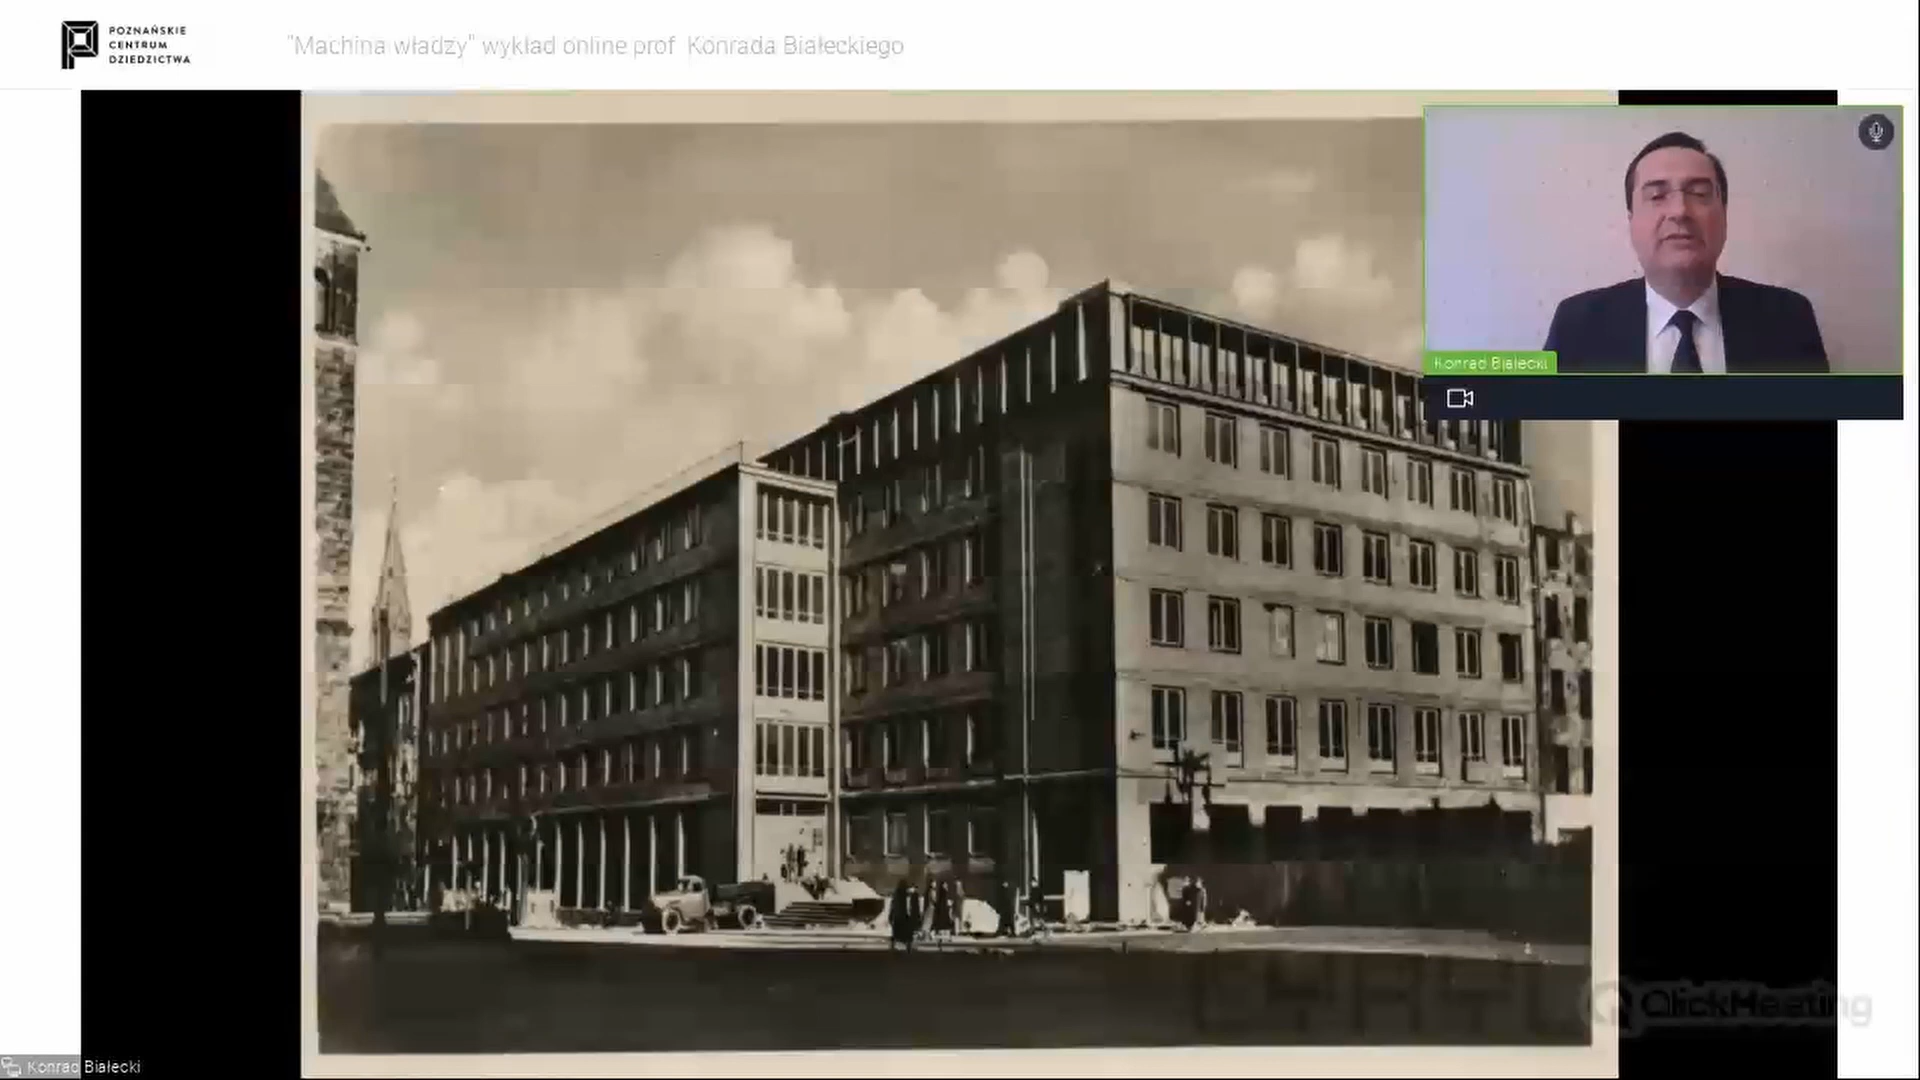 POZNAŃSKIE
CENTRUM
DZIEDZICTWA
"Machina władzy" wykład online prof  Konrada Białeckiego
Konrad Białecki
ClickMeeting
Konrad Białecki